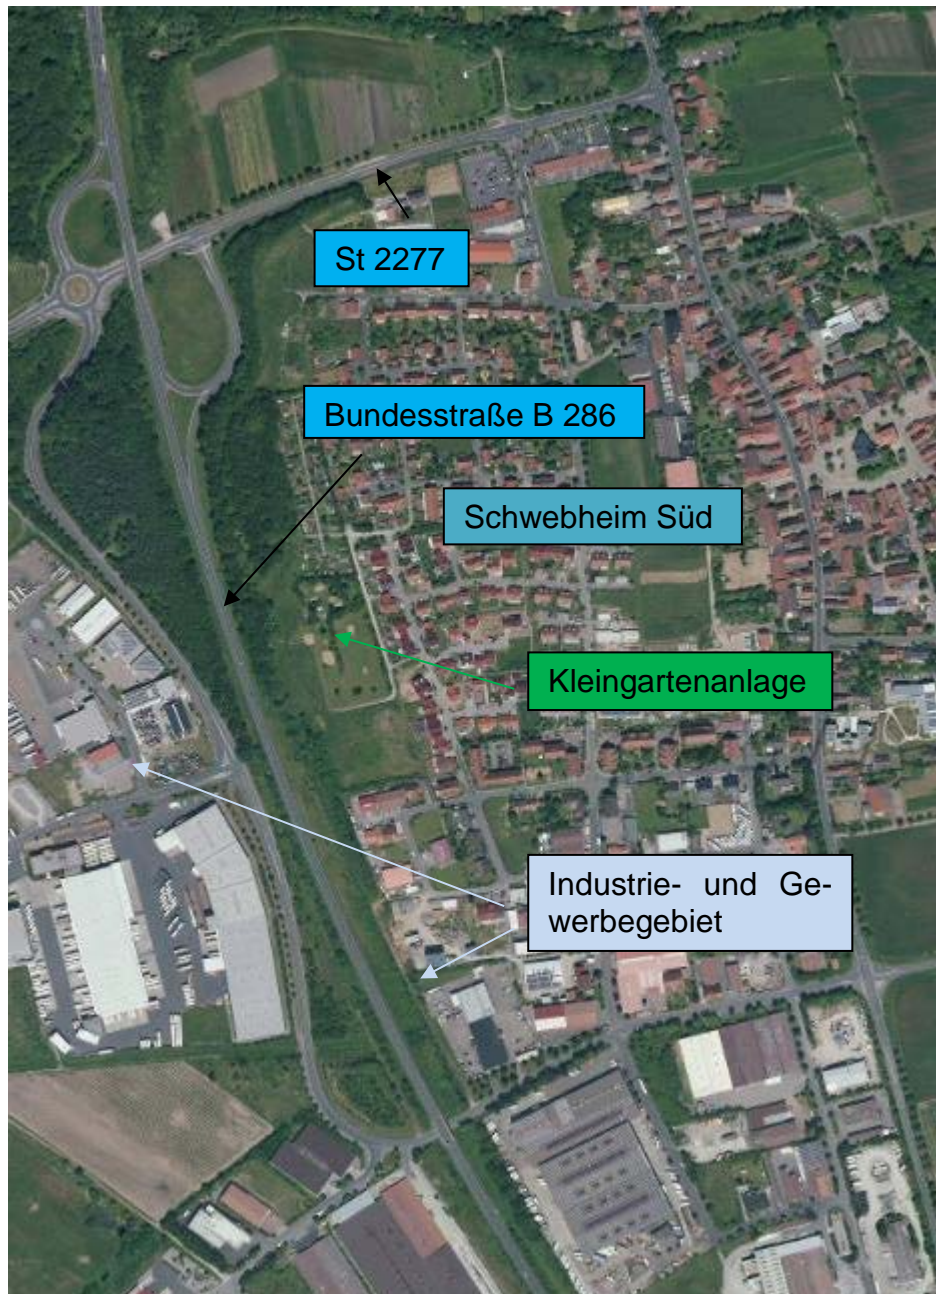 St 2277
Bundesstraße B 286
Schwebheim Süd
Kleingartenanlage
Industrie- und Ge-
werbegebiet